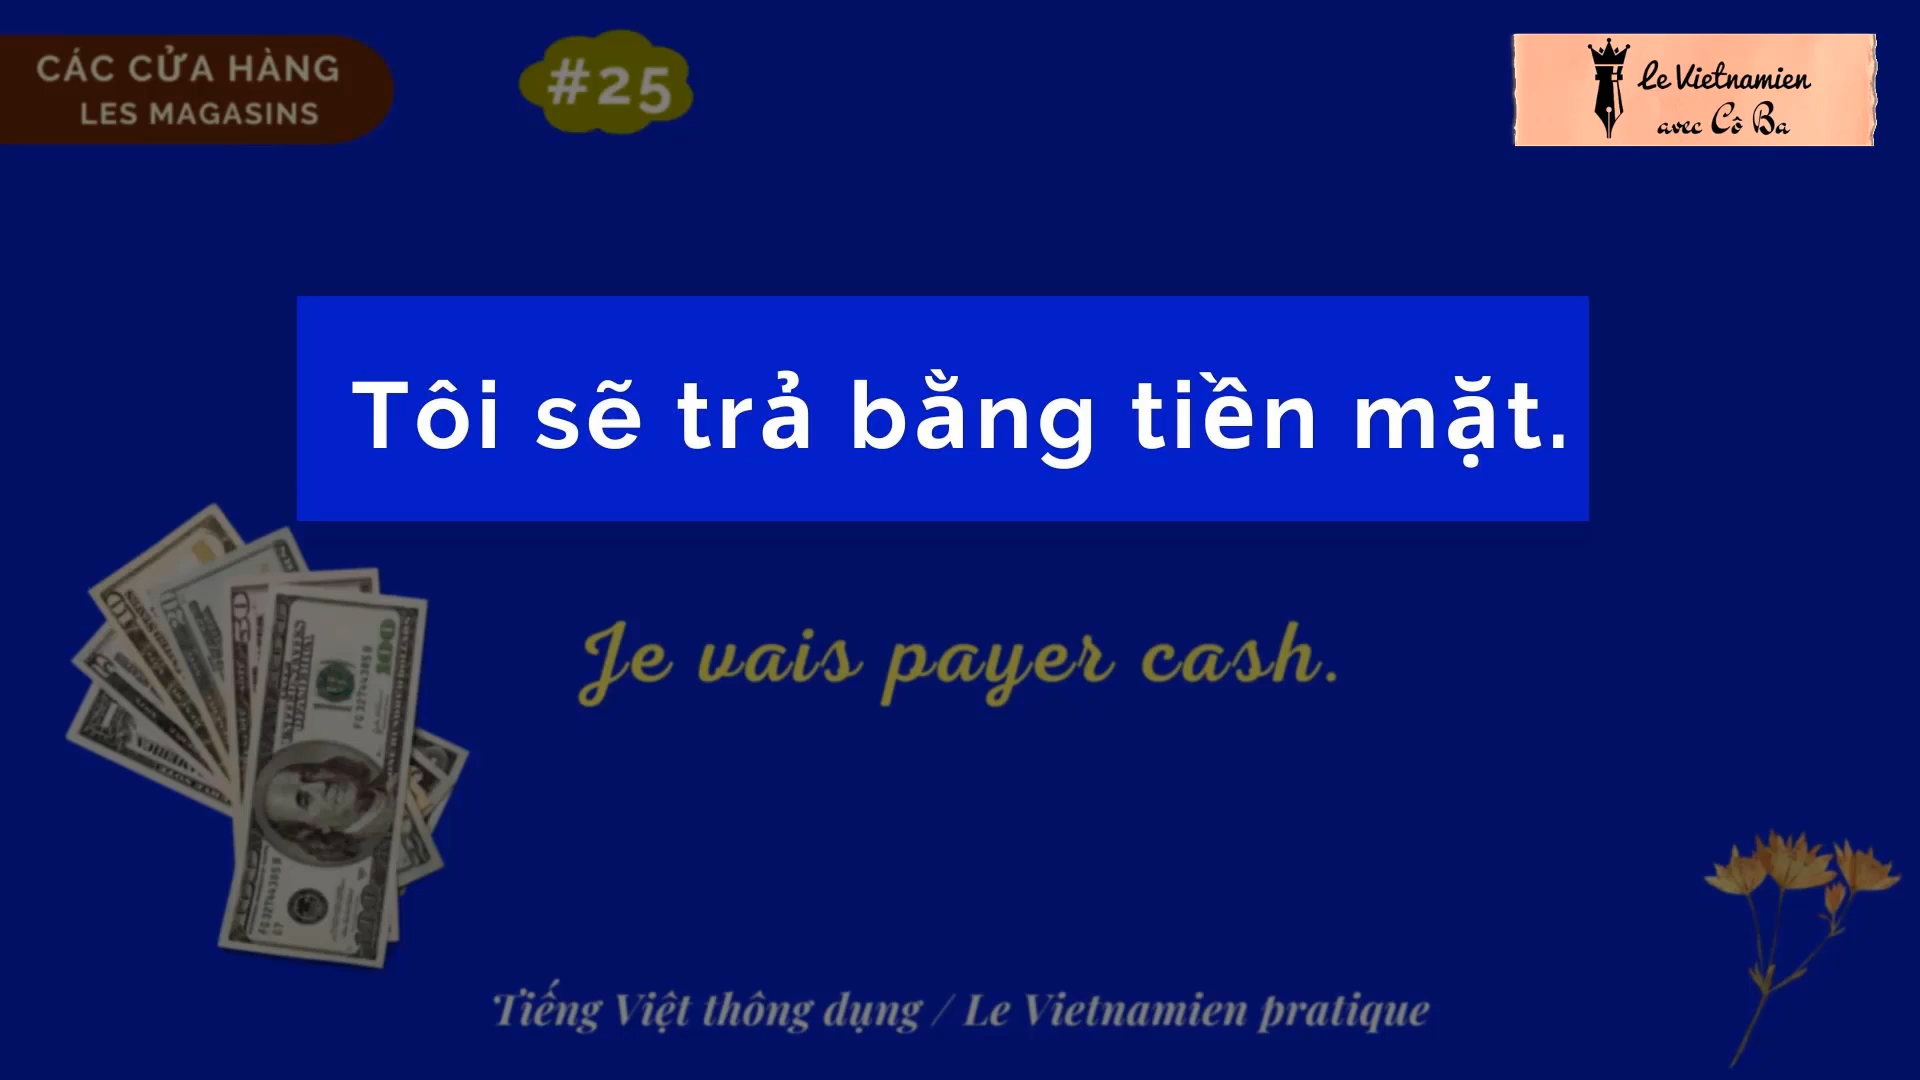 CÁC CỬA HÀNG
LES MAGASINS
#25
Le Vietnamien
avec Cô Ba
Tôi sẽ trả bằng tiền mặt.
Je vais payer cash.
Tiếng Việt thông dụng / Le Vietnamien pratique